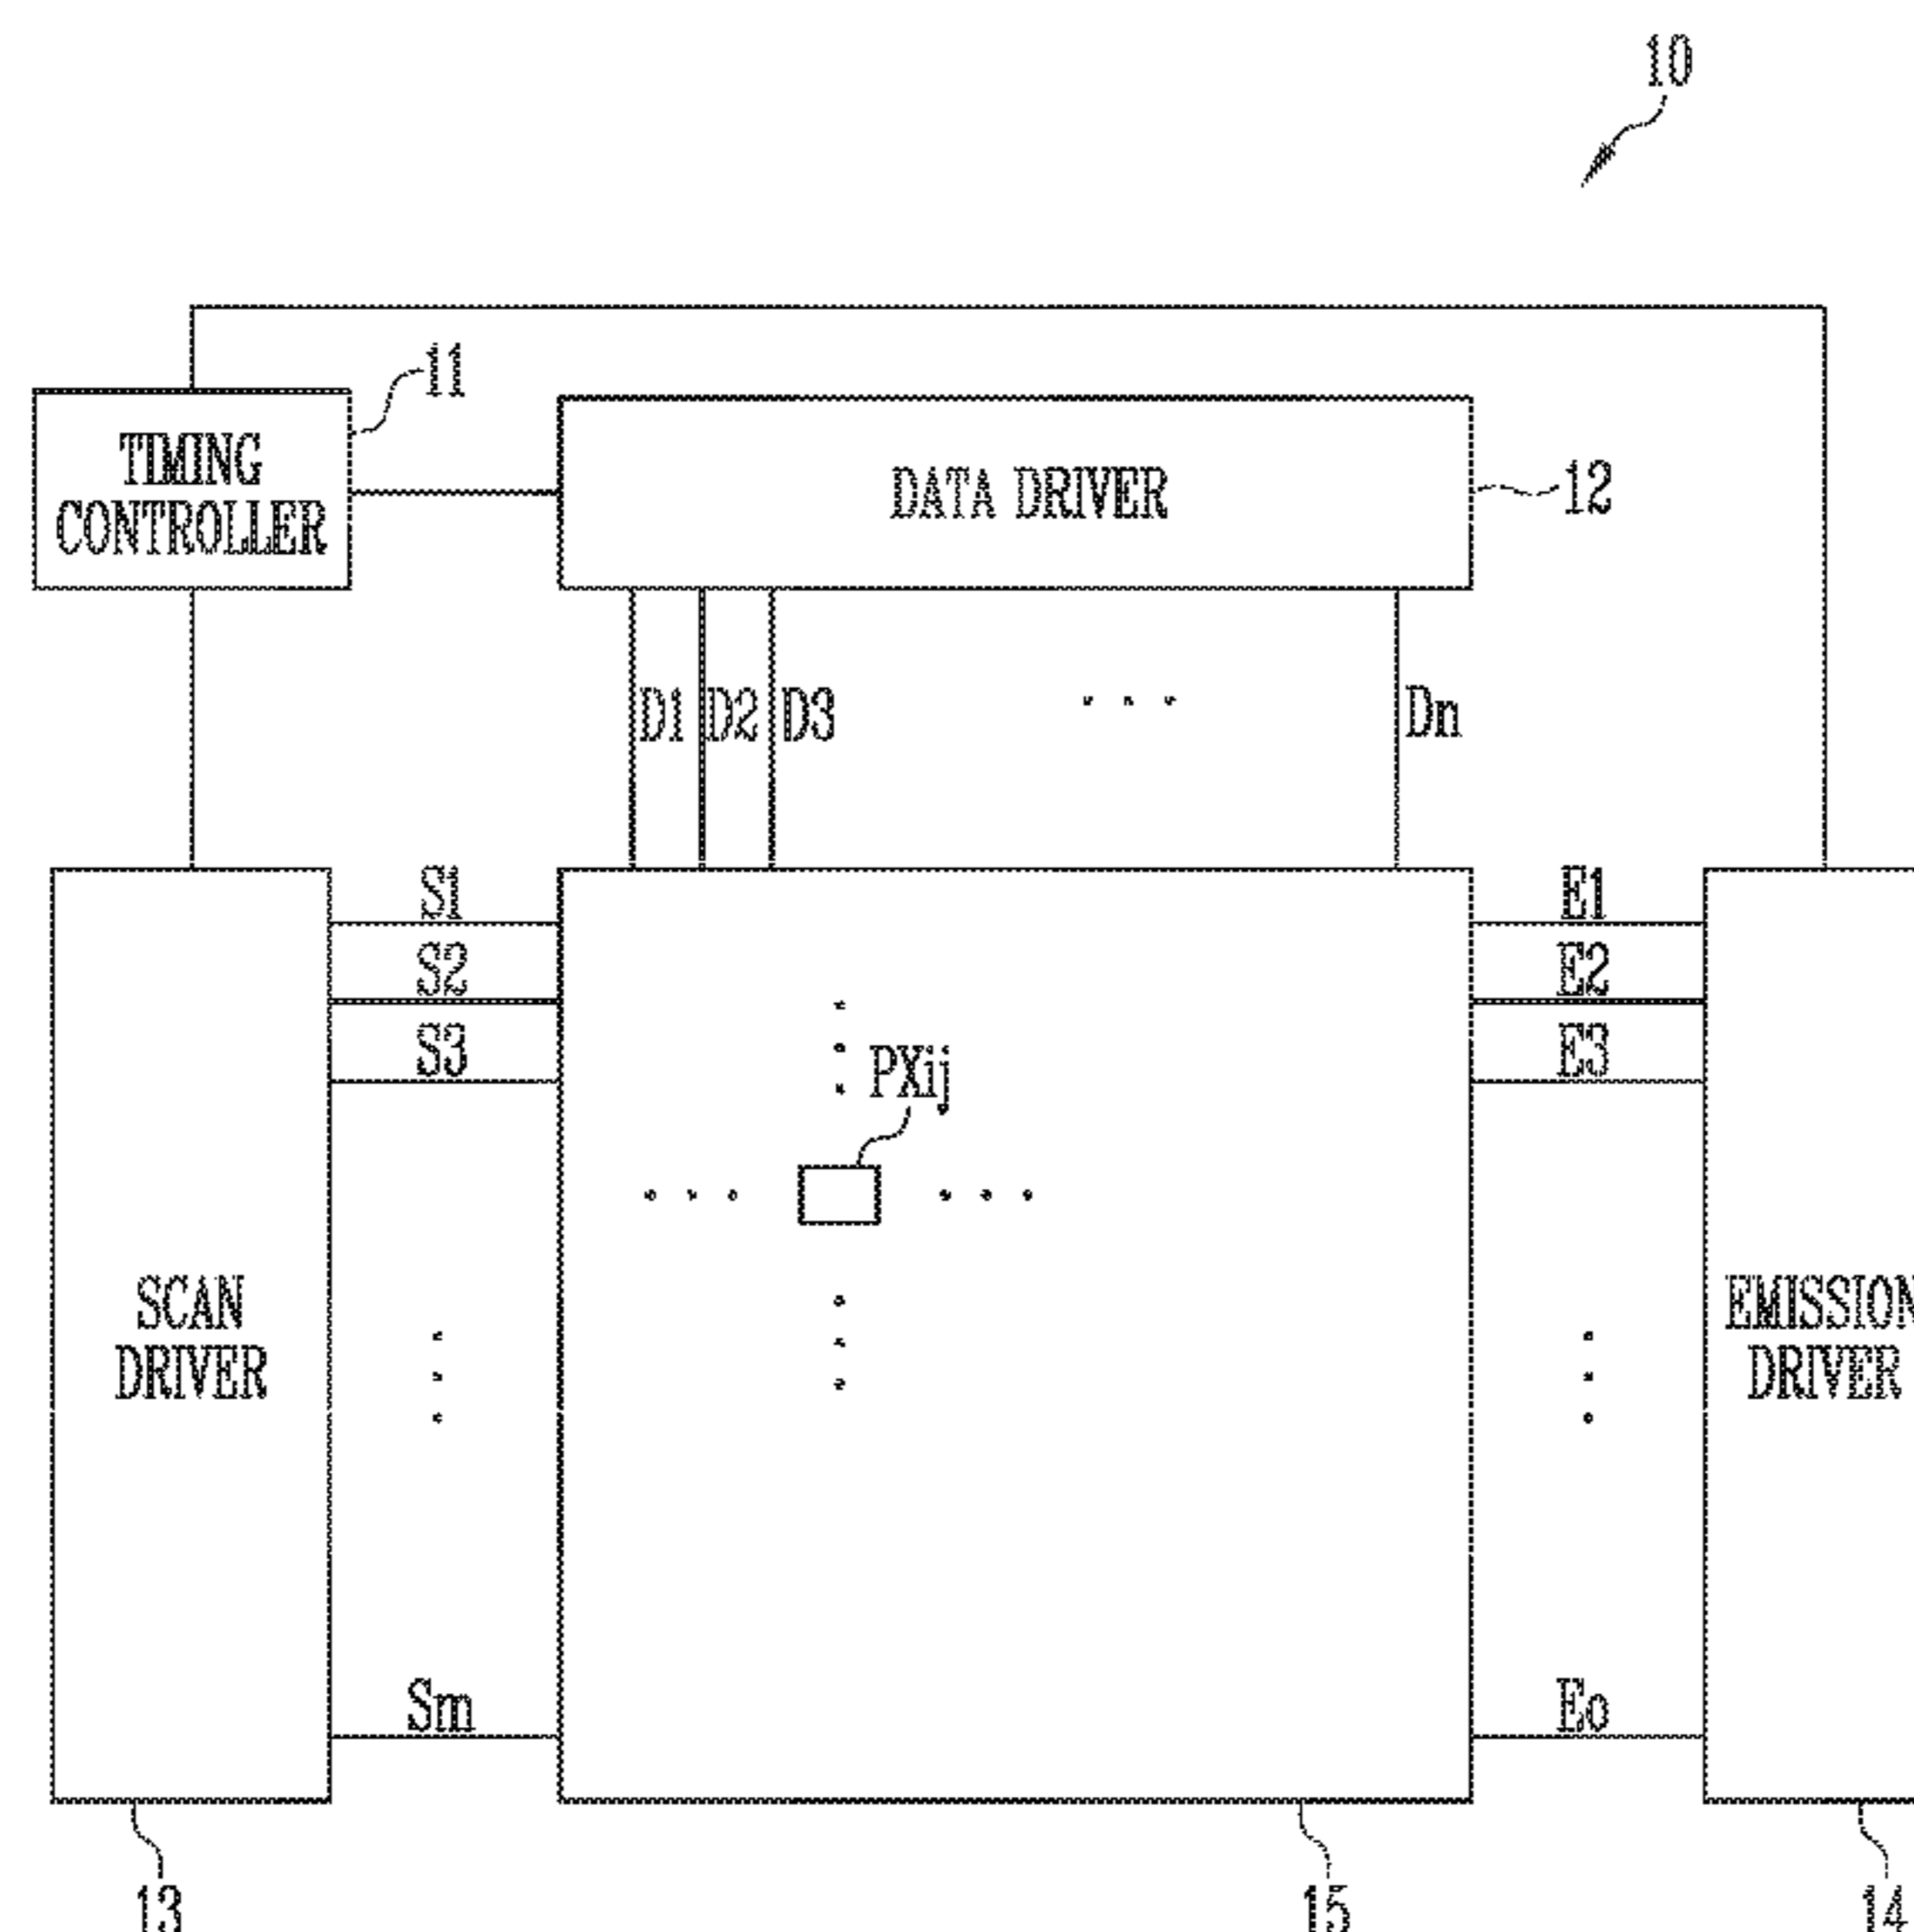 10
11
TIMING
CONTROLLER
DATA DRIVER
12
D1 D2 D3 . . . Dn
S1
S2
S3
Sm
E1
E2
E3
Eo
PXij
SCAN
DRIVER
EMISSION
DRIVER
13
15
14